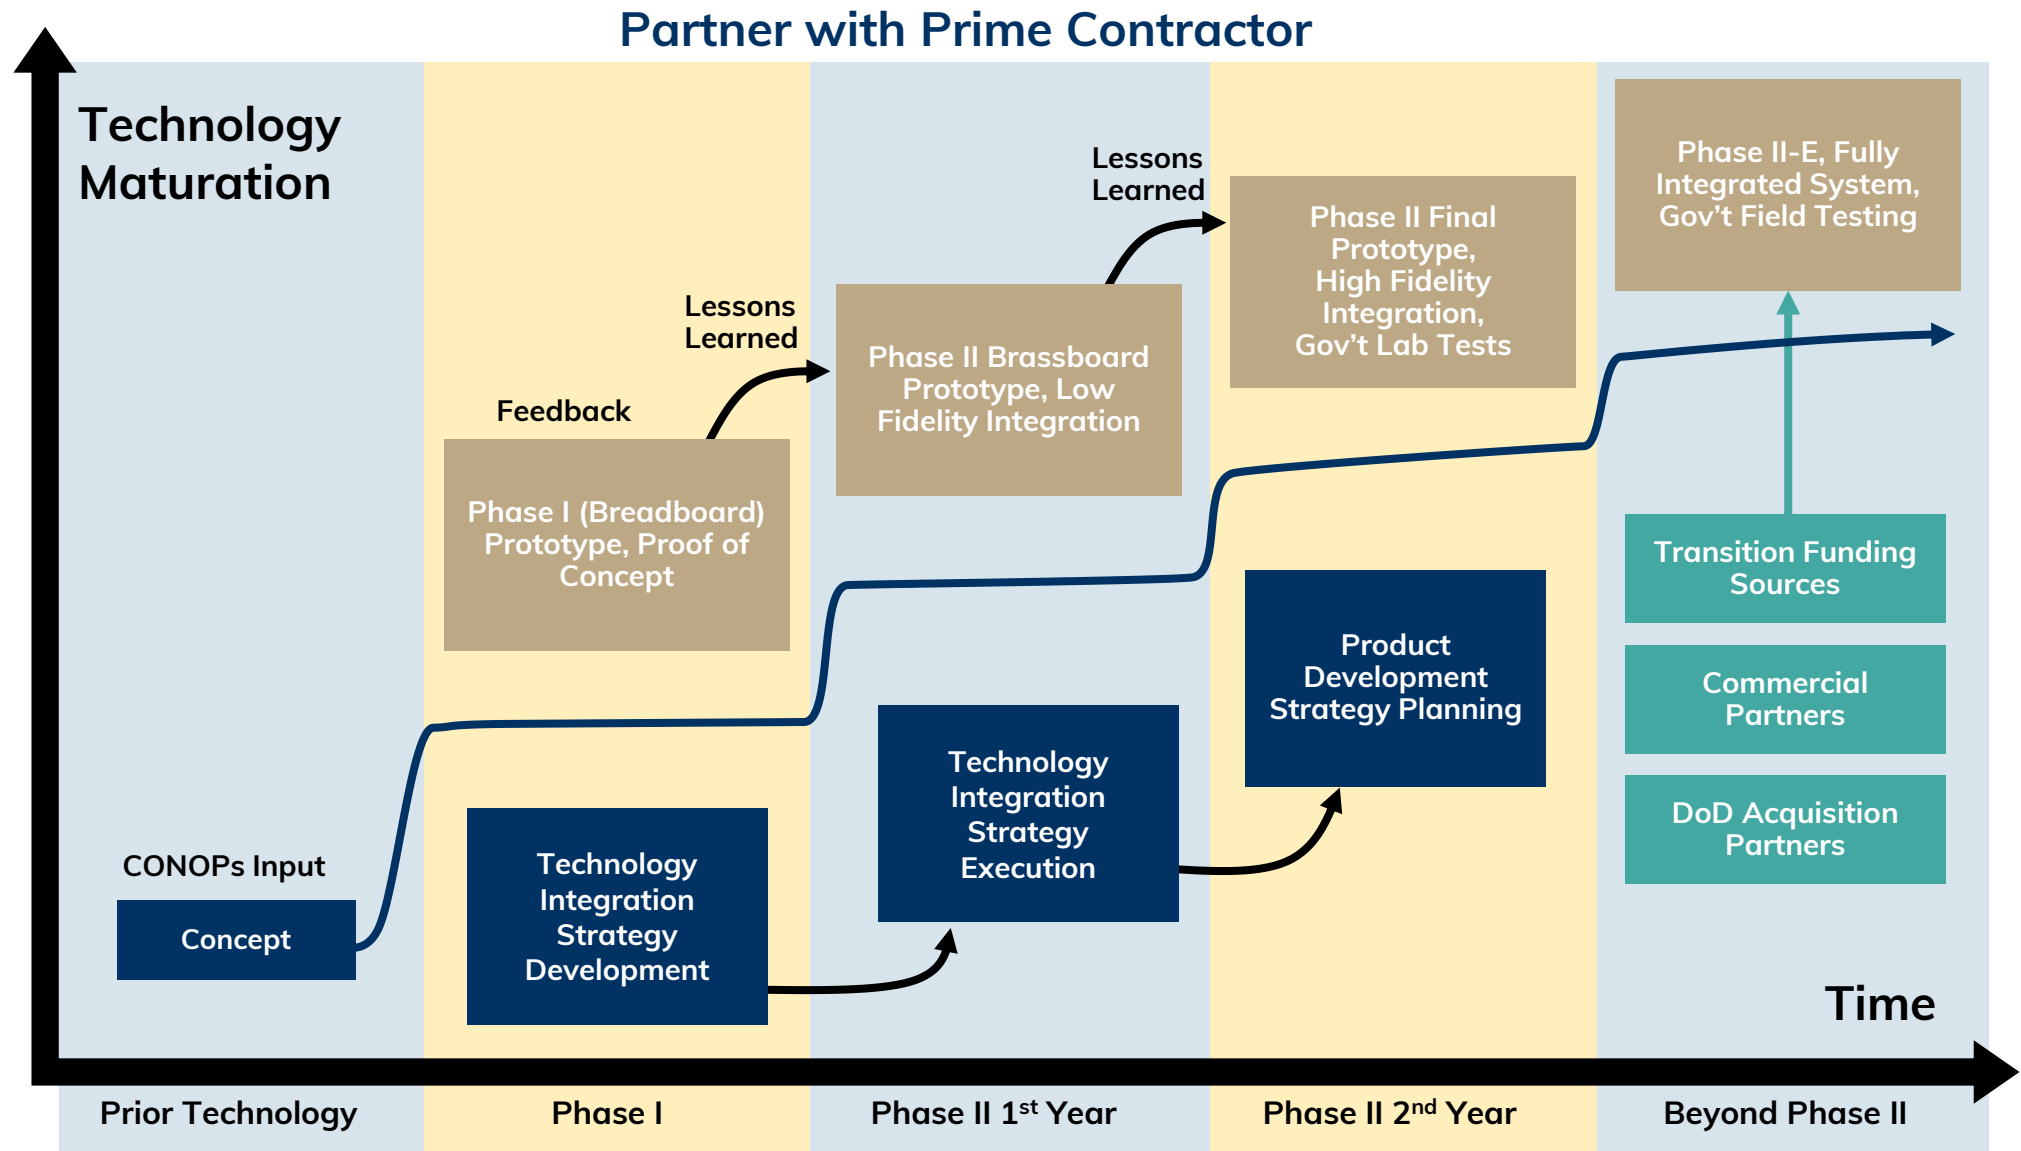 Partner with Prime Contractor
Technology
Maturation
CONOPs Input
Concept
Feedback
Phase I (Breadboard)
Prototype, Proof of
Concept
Technology
Integration
Strategy
Development
Lessons
Learned
Phase II Brassboard
Prototype, Low
Fidelity Integration
Technology
Integration
Strategy
Execution
Lessons
Learned
Phase II Final
Prototype,
High Fidelity
Integration,
Gov’t Lab Tests
Product
Development
Strategy Planning
Phase II-E, Fully
Integrated System,
Gov’t Field Testing
Transition Funding
Sources
Commercial
Partners
DoD Acquisition
Partners
Time
Prior Technology
Phase I
Phase II 1st Year
Phase II 2nd Year
Beyond Phase II